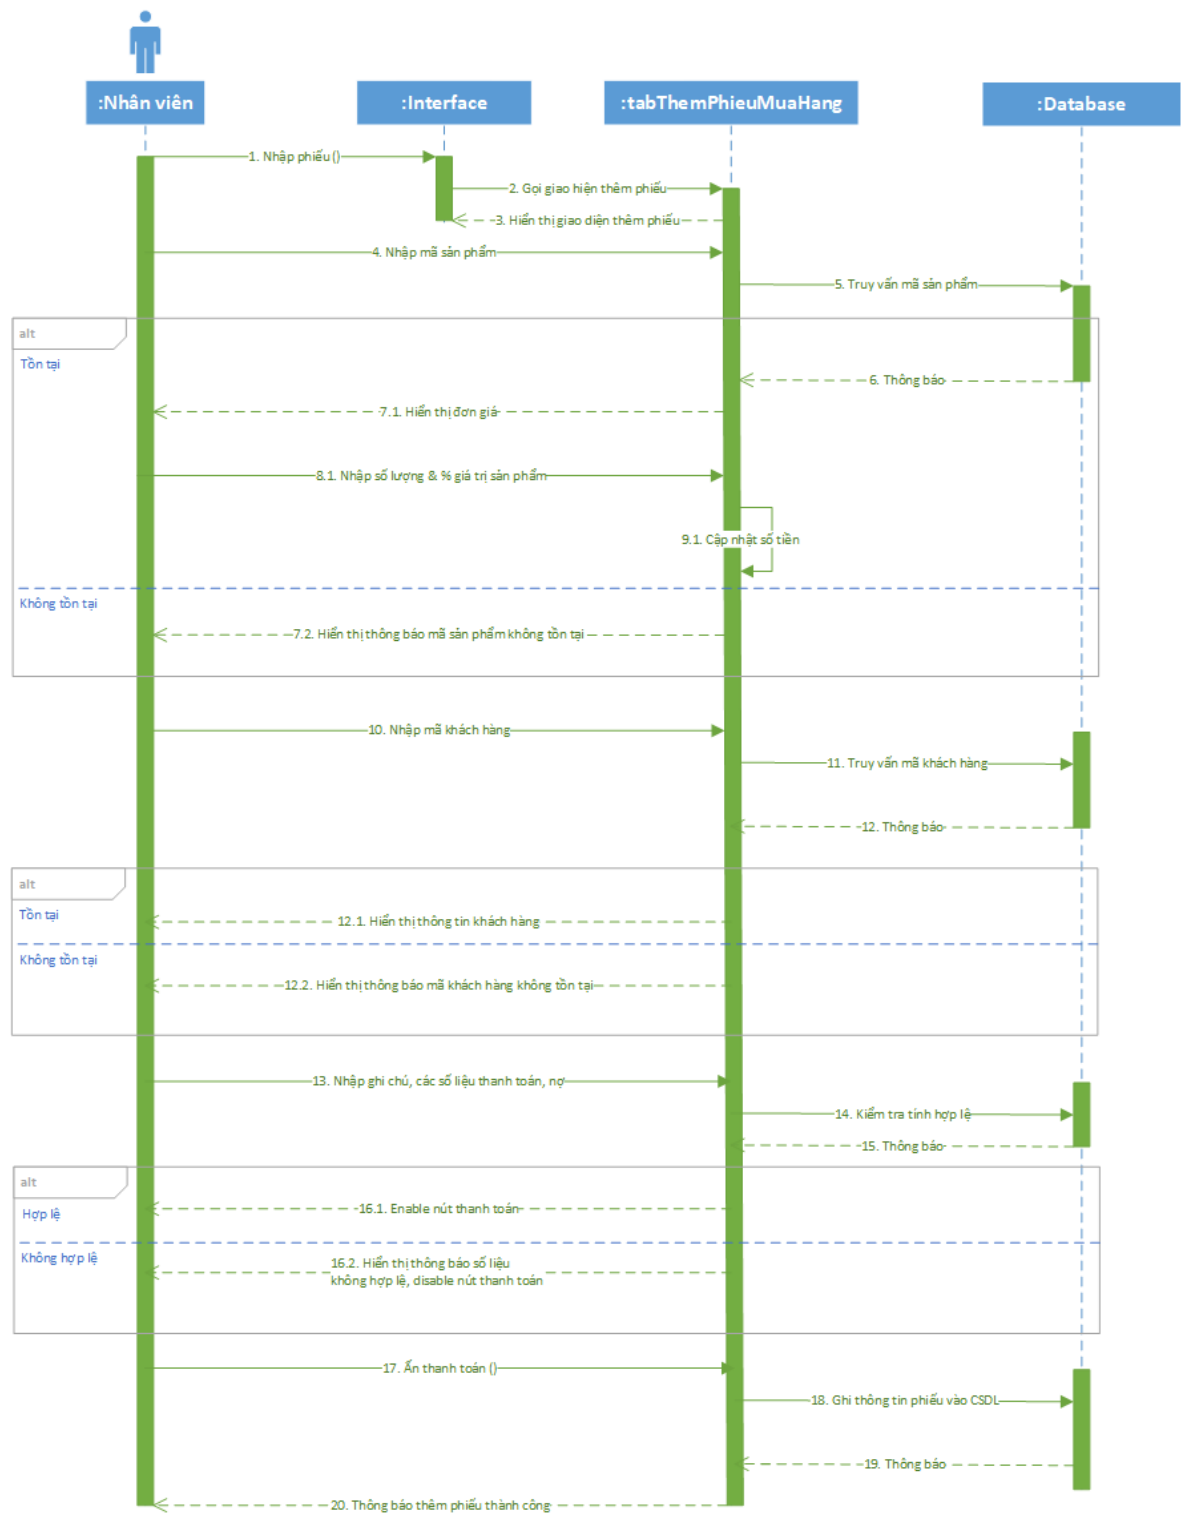 :Nhân viên
:Interface
:tabThemPhieuMuaHang
:Database
1. Nhập phiếu ()
2. Gọi giao hiện thêm phiếu
3. Hiển thị giao diện thêm phiếu
4. Nhập mã sản phẩm
5. Truy vấn mã sản phẩm
alt
Tồn tại
6. Thông báo
7.1. Hiển thị đơn giá
8.1. Nhập số lượng & % giá trị sản phẩm
9.1. Cập nhật số tiền
Không tồn tại
7.2. Hiển thị thông báo mã sản phẩm không tồn tại
10. Nhập mã khách hàng
11. Truy vấn mã khách hàng
12. Thông báo
alt
Tồn tại
12.1. Hiển thị thông tin khách hàng
Không tồn tại
12.2. Hiển thị thông báo mã khách hàng không tồn tại
13. Nhập ghi chú, các số liệu thanh toán, nợ
14. Kiểm tra tính hợp lệ
15. Thông báo
alt
Hợp lệ
16.1. Enable nút thanh toán
Không hợp lệ
16.2. Hiển thị thông báo số liệu
không hợp lệ, disable nút thanh toán
17. Ấn thanh toán ()
18. Ghi thông tin phiếu vào CSDL
19. Thông báo
20. Thông báo thêm phiếu thành công